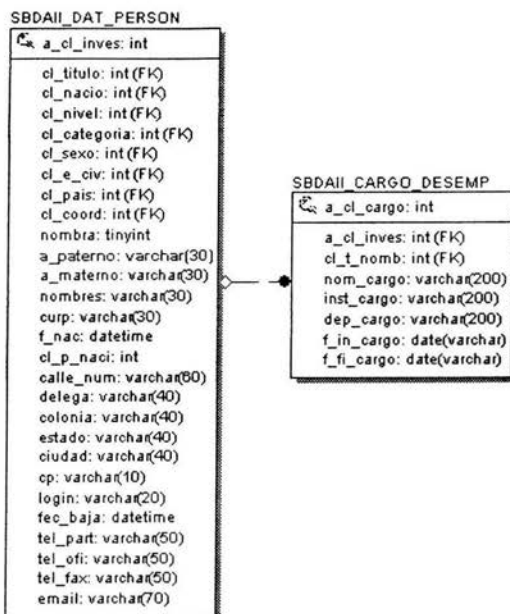 SBDAII_DAT_PERSON
a_cl_inves: int
cl_titulo: int (FK)
cl_nacio: int (FK)
cl_nivel: int (FK)
cl_categoria: int (FK)
cl_sexo: int (FK)
cl_e_civ: int (FK)
cl_pais: int (FK)
cl_coord: int (FK)
nombra: tinyint
a_paterno: varchar(30)
a_materno: varchar(30)
nombres: varchar(30)
curp: varchar(30)
f_nac: datetime
cl_p_naci: int
calle_num: varchar(60)
delega: varchar(40)
colonia: varchar(40)
estado: varchar(40)
ciudad: varchar(40)
cp: varchar(10)
login: varchar(20)
fec_baja: datetime
tel_part: varchar(50)
tel_ofi: varchar(50)
tel_fax: varchar(50)
email: varchar(70)
SBDAII_CARGO_DESEMP
a_cl_cargo: int
a_cl_inves: int (FK)
cl_t_nomb: int (FK)
nom_cargo: varchar(200)
inst_cargo: varchar(200)
dep_cargo: varchar(200)
f_in_cargo: date(varchar)
f_fi_cargo: date(varchar)